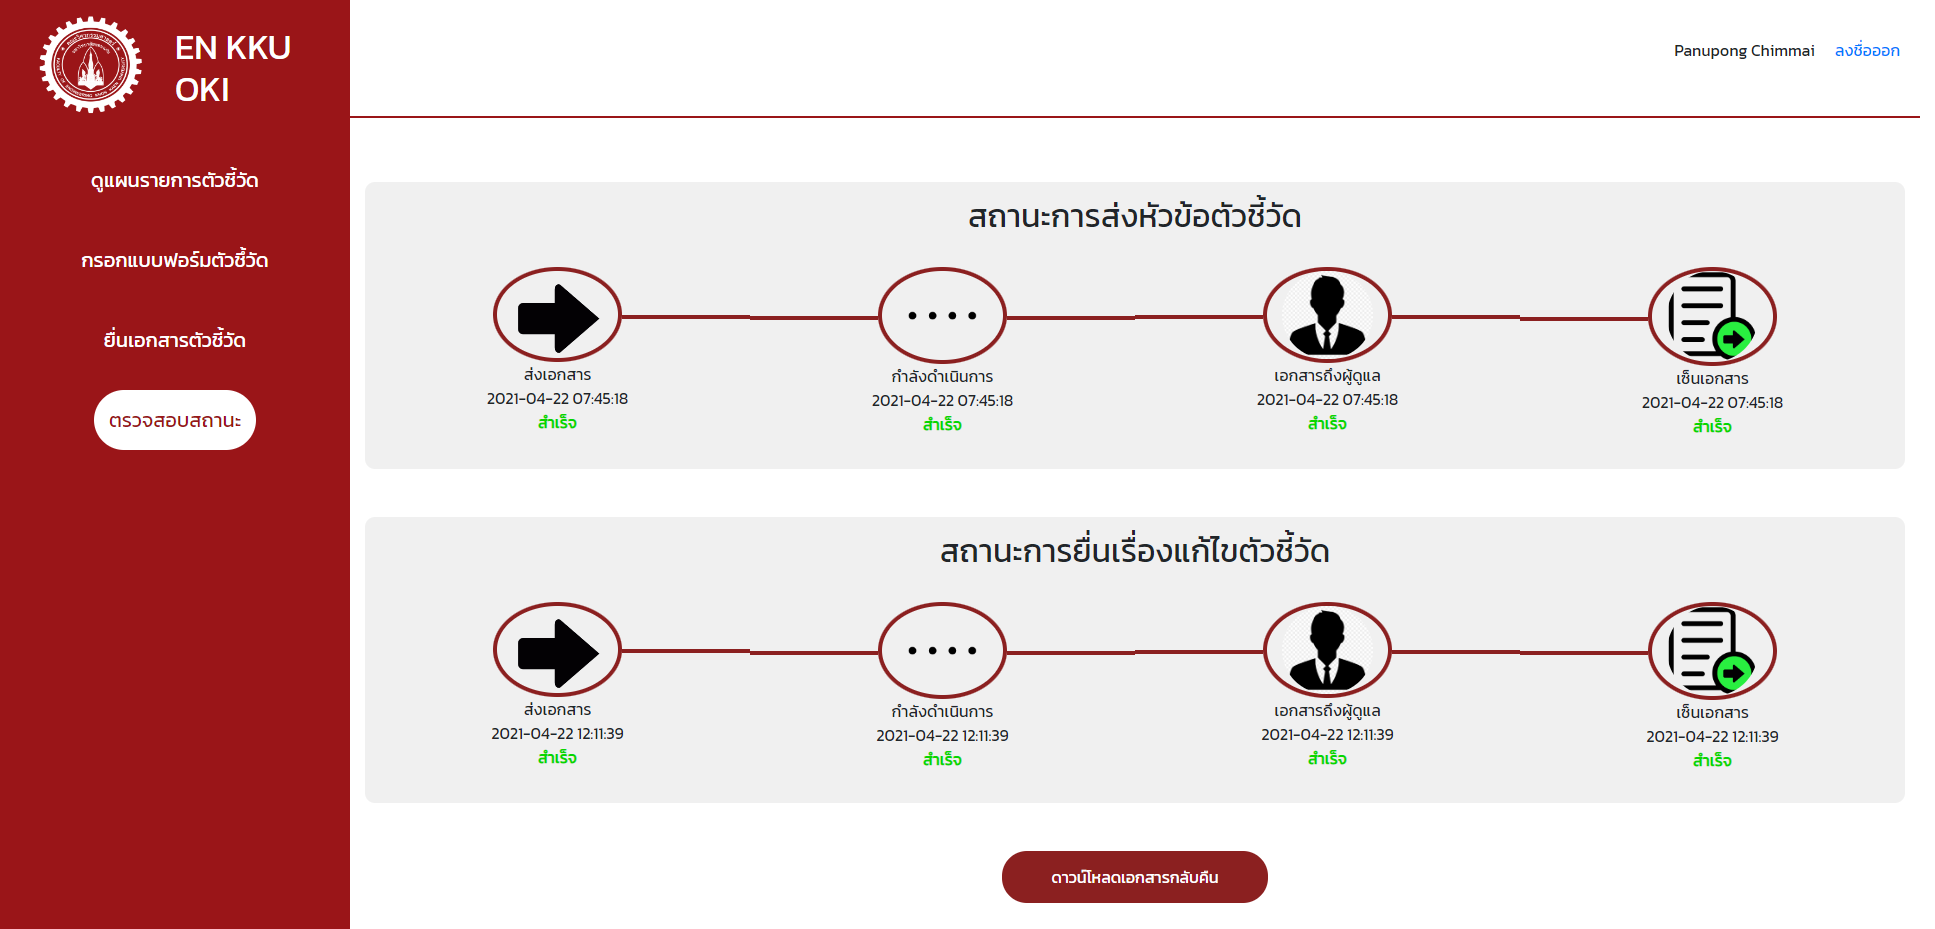 EN KKU
OKI
Panupong Chimmai ลงชื่อออก
ดูแผนรายการตัวชี้วัด
กรอกแบบฟอร์มตัวชี้วัด
ยื่นเอกสารตัวชี้วัด
ตรวจสอบสถานะ
สถานะการส่งหัวข้อตัวชี้วัด
ส่งเอกสาร
2021-04-22 07:45:18
สำเร็จ
กำลังดำเนินการ
2021-04-22 07:45:18
สำเร็จ
เอกสารถึงผู้ดูแล
2021-04-22 07:45:18
สำเร็จ
เซ็นเอกสาร
2021-04-22 07:45:18
สำเร็จ
สถานะการยื่นเรื่องแก้ไขตัวชี้วัด
ส่งเอกสาร
2021-04-22 12:11:39
สำเร็จ
กำลังดำเนินการ
2021-04-22 12:11:39
สำเร็จ
เอกสารถึงผู้ดูแล
2021-04-22 12:11:39
สำเร็จ
เซ็นเอกสาร
2021-04-22 12:11:39
สำเร็จ
ดาวน์โหลดเอกสารกลับคืน